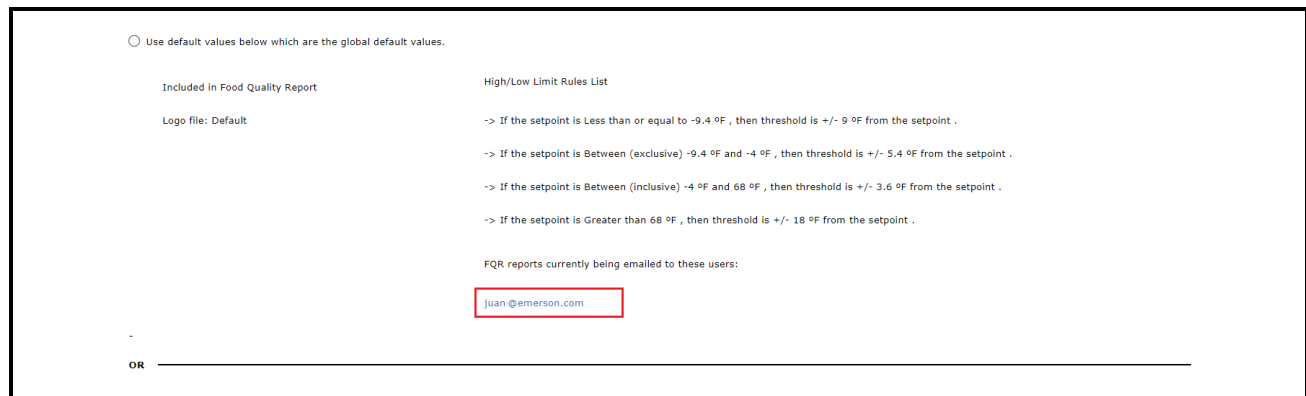 Use default values below which are the global default values.
Included in Food Quality Report
Logo file: Default
High/Low Limit Rules List
-> If the setpoint is Less than or equal to -9.4 ºF , then threshold is +/- 9 ºF from the setpoint .
-> If the setpoint is Between (exclusive) -9.4 ºF and -4 ºF , then threshold is +/- 5.4 ºF from the setpoint .
-> If the setpoint is Between (inclusive) -4 ºF and 68 ºF , then threshold is +/- 3.6 ºF from the setpoint .
-> If the setpoint is Greater than 68 ºF , then threshold is +/- 18 ºF from the setpoint .
FQR reports currently being emailed to these users:
juan@emerson.com
-
OR